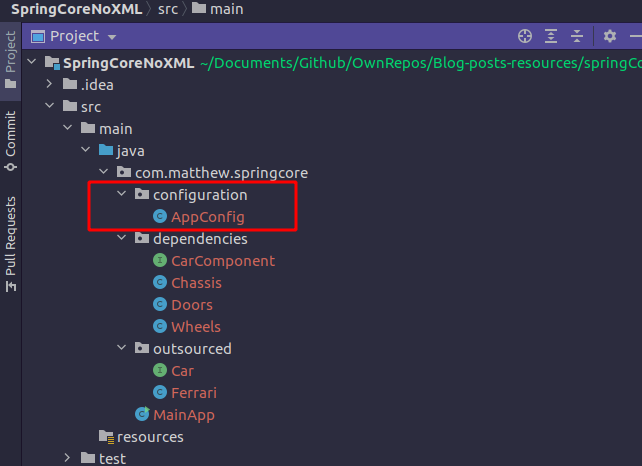 SpringCoreNoXML src main
Project
SpringCoreNoXML ~/Documents/Github/OwnRepos/Blog-posts-resources/springCo
.idea
src
main
java
com.matthew.springcore
configuration
C AppConfig
dependencies
I CarComponent
C Chassis
C Doors
C Wheels
outsourced
I Car
C Ferrari
C MainApp
resources
test
Project
Commit
Pull Requests